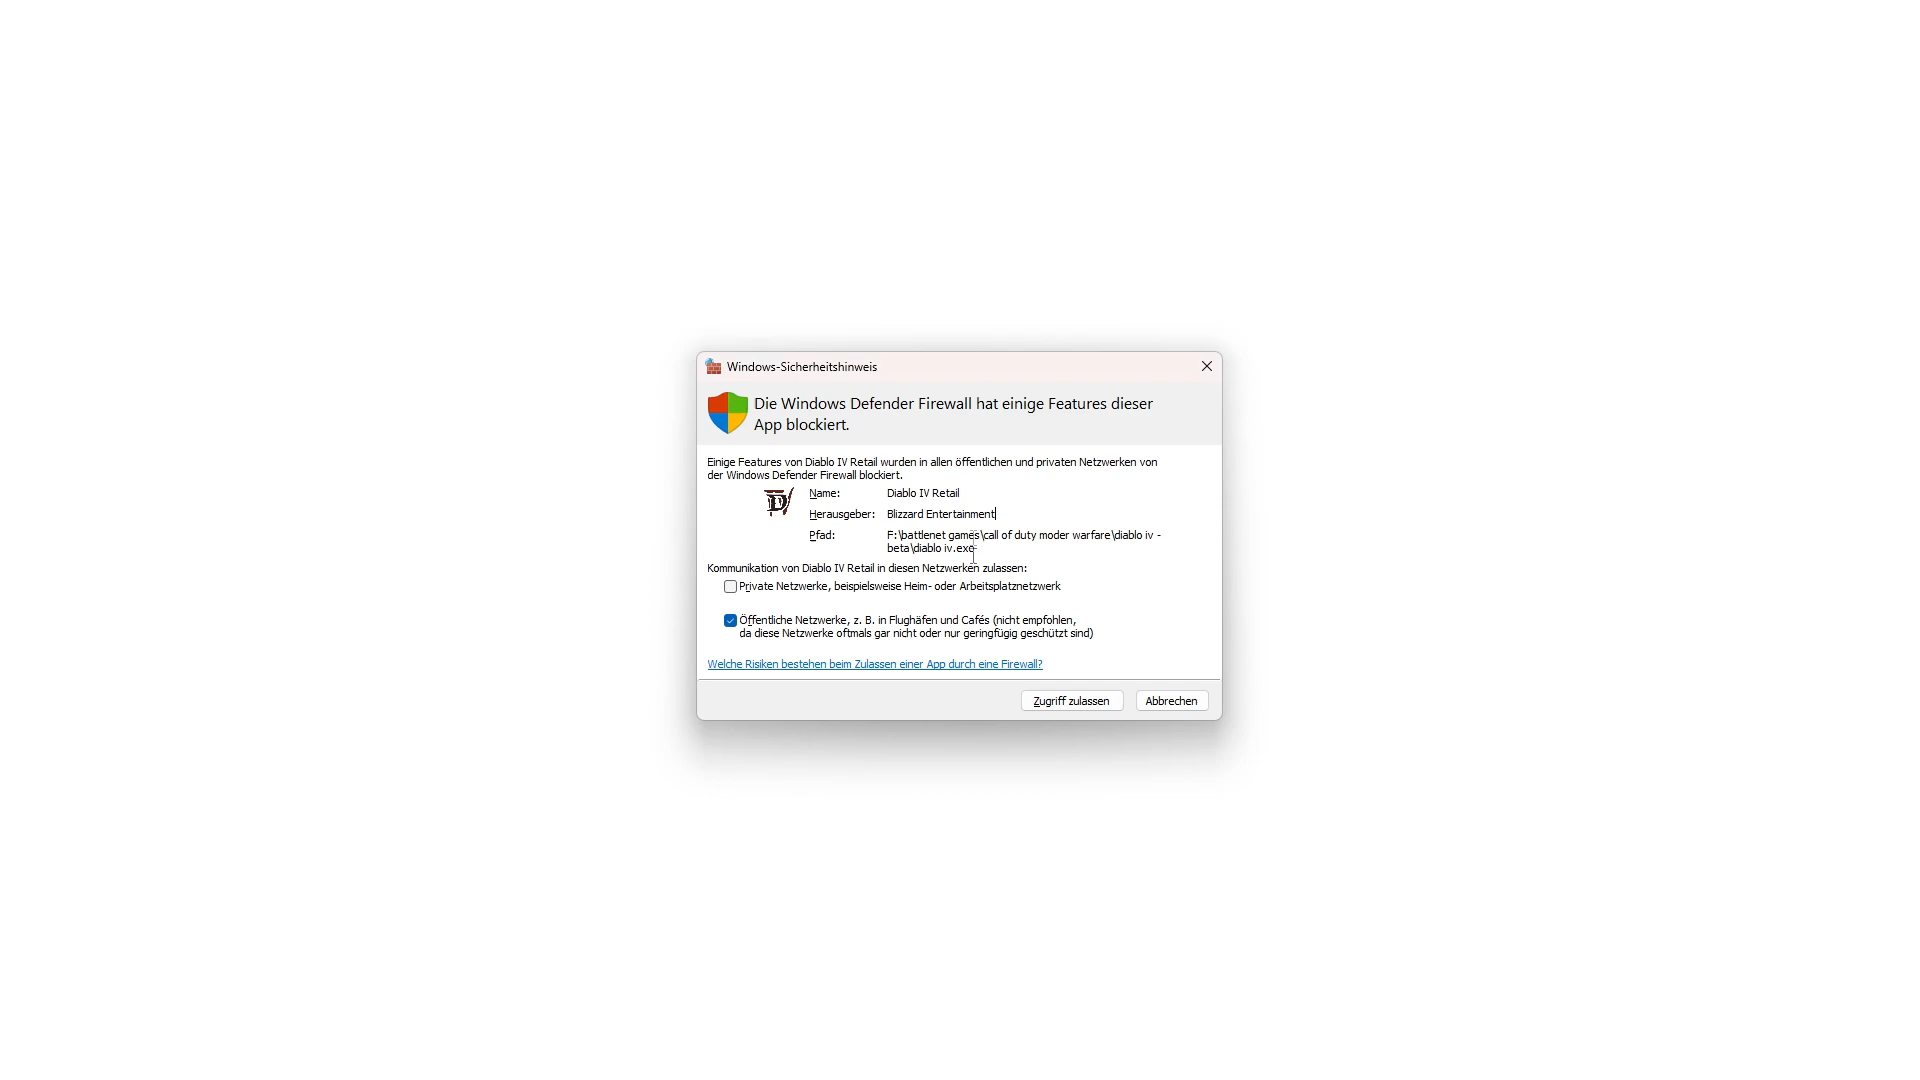 Windows-Sicherheitshinweis
Die Windows Defender Firewall hat einige Features dieser
App blockiert.
Einige Features von Diablo IV Retail wurden in allen öffentlichen und privaten Netzwerken von
der Windows Defender Firewall blockiert.
Name: Diablo IV Retail
Herausgeber: Blizzard Entertainment
Pfad: F:\battlenet games\call of duty moder warfare\diablo iv -
beta\diablo iv.exe
Kommunikation von Diablo IV Retail in diesen Netzwerken zulassen:
Private Netzwerke, beispielsweise Heim- oder Arbeitsplatznetzwerk
Öffentliche Netzwerke, z. B. in Flughäfen und Cafés (nicht empfohlen,
da diese Netzwerke oftmals gar nicht oder nur geringfügig geschützt sind)
Welche Risiken bestehen beim Zulassen einer App durch eine Firewall?
Zugriff zulassen Abbrechen